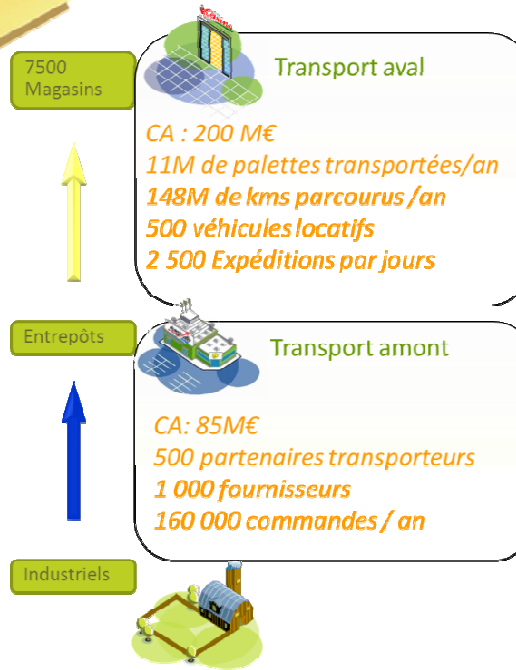 7500
Magasins
Transport aval
CA : 200 M€
11M de palettes transportées/an
148M de kms parcourus /an
500 véhicules locatifs
2 500 Expéditions par jours
Entrepôts
Transport amont
CA: 85M€
500 partenaires transporteurs
1 000 fournisseurs
160 000 commandes / an
Industriels